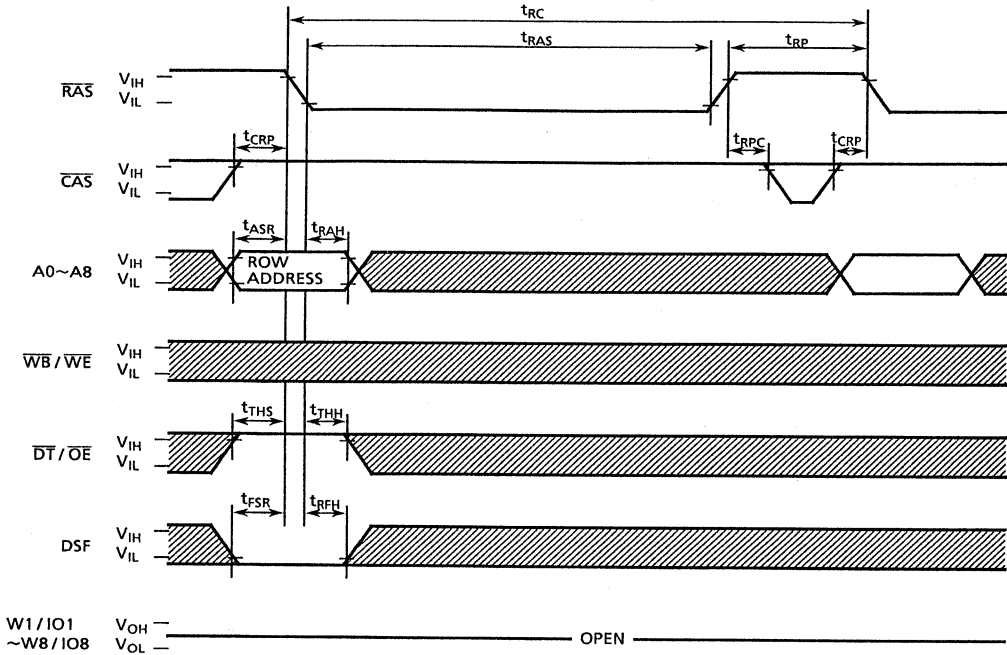 tRC
tRAS
tRP
RAS
VIH
VIL
tCRP
tRPC
tCRP
CAS
VIH
VIL
tASR
tRAH
A0~A8
VIH
VIL
ROW
ADDRESS
WB/WE
VIH
VIL
tTHS
tTHH
DT/OE
VIH
VIL
tFSR
tRFH
DSF
VIH
VIL
W1/IO1
~W8/IO8
VOH
VOL
OPEN